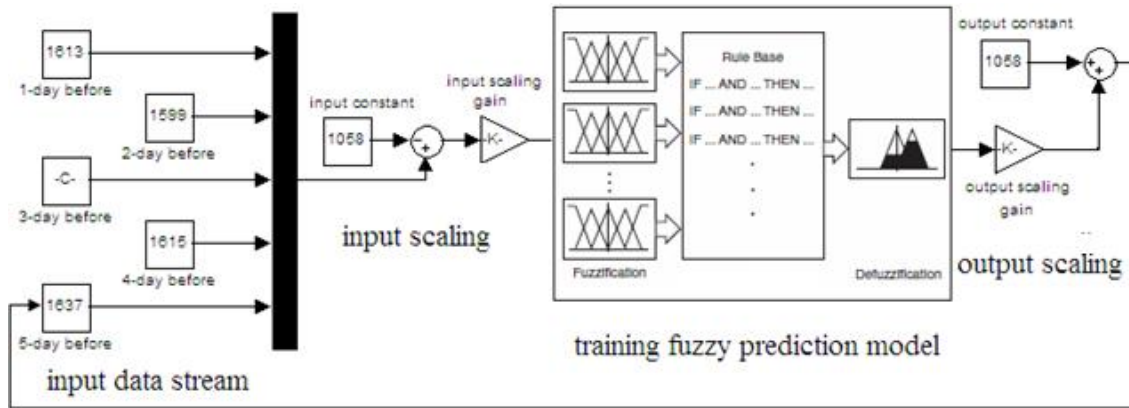 1613
1-day before
1599
2-day before
-C-
3-day before
1615
4-day before
1637
5-day before
input data stream
input constant
1058
input scaling
gain
-K-
input scaling
Fuzzification
Rule Base
IF ... AND ... THEN ...
IF ... AND ... THEN ...
IF ... AND ... THEN ...
Defuzzification
training fuzzy prediction model
output constant
1058
-K-
output scaling
gain
output scaling